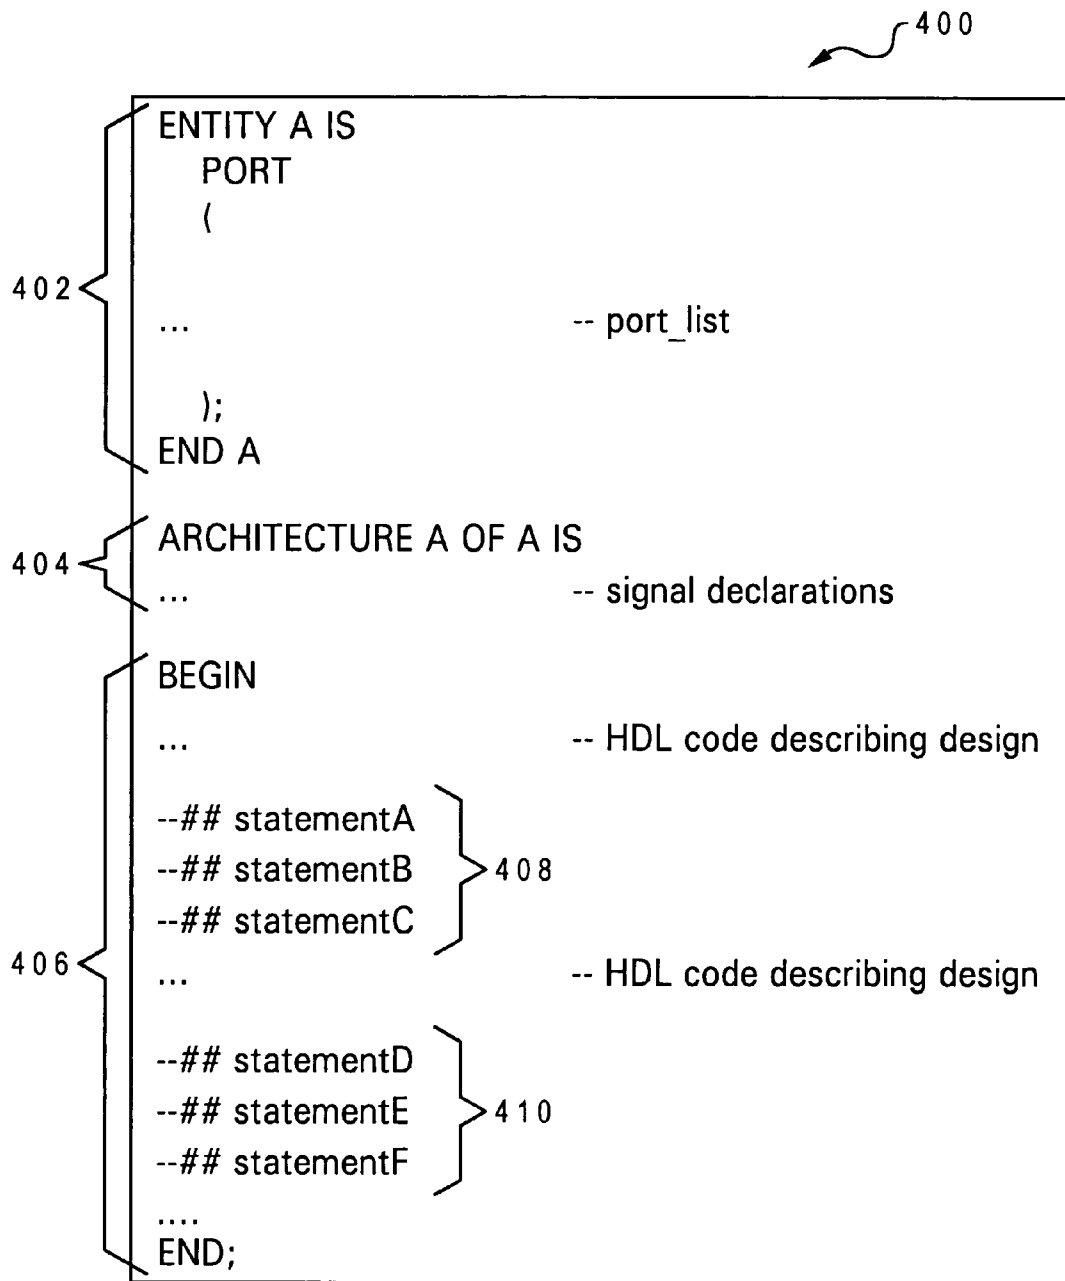 400
ENTITY A IS
PORT
(
402
... -- port_list
);
END A
ARCHITECTURE A OF A IS
404
... -- signal declarations
BEGIN
... -- HDL code describing design
--## statementA
--## statementB 408
--## statementC
406
... -- HDL code describing design
--## statementD
--## statementE 410
--## statementF
....
END;